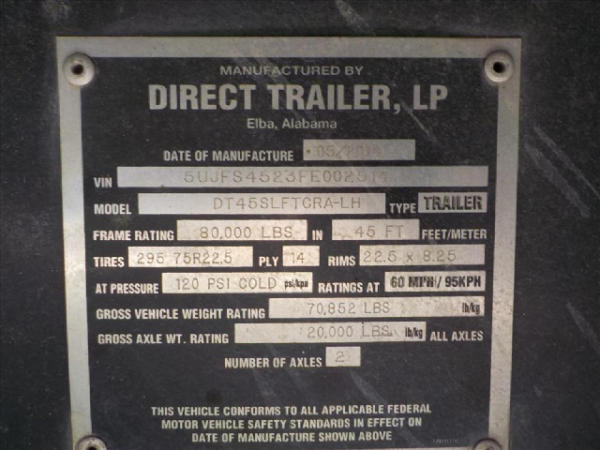 MANUFACTURED BY
DIRECT TRAILER, LP
Elba, Alabama
DATE OF MANUFACTURE 05/2014
VIN 5UJFS4523FE002514
MODEL DT45SLFTCRA-LH TYPE TRAILER
FRAME RATING 80,000 LBS IN 45 FT FEET/METER
TIRES 295 75R22.5 PLY 14 RIMS 22.5 x 8.25
AT PRESSURE 120 PSI COLD psi/kpa RATINGS AT 60 MPH/95KPH
GROSS VEHICLE WEIGHT RATING 70,852 LBS lb/kg
GROSS AXLE WT. RATING 20,000 LBS lb/kg ALL AXLES
NUMBER OF AXLES 2
THIS VEHICLE CONFORMS TO ALL APPLICABLE FEDERAL
MOTOR VEHICLE SAFETY STANDARDS IN EFFECT ON
DATE OF MANUFACTURE SHOWN ABOVE